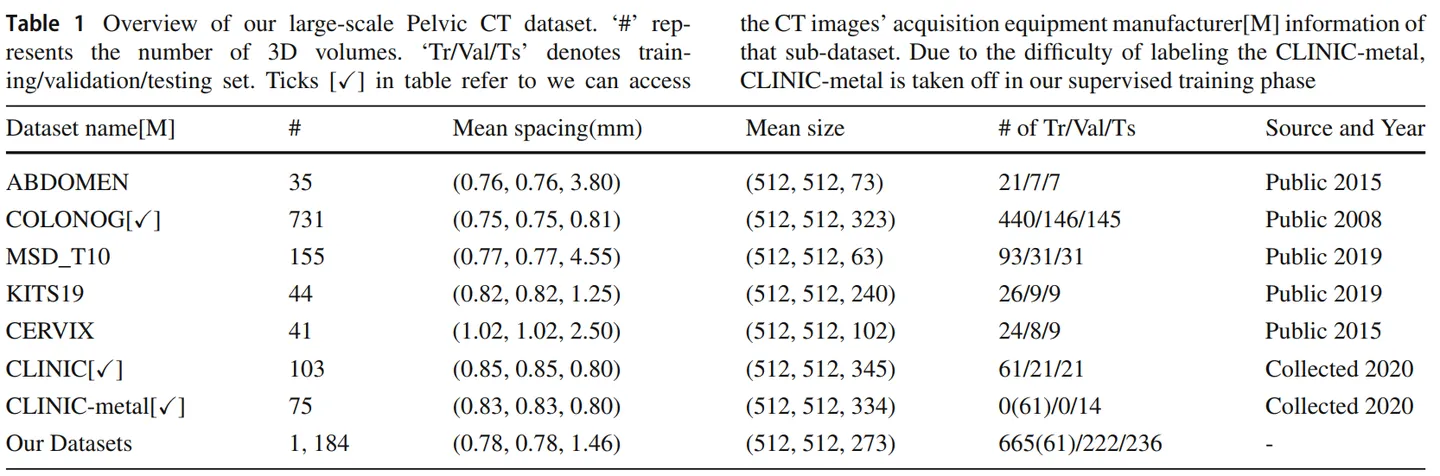 Table 1 Overview of our large-scale Pelvic CT dataset. ‘#’ rep-
resents the number of 3D volumes. ‘Tr/Val/Ts’ denotes train-
ing/validation/testing set. Ticks [✓] in table refer to we can access
the CT images’ acquisition equipment manufacturer[M] information of
that sub-dataset. Due to the difficulty of labeling the CLINIC-metal,
CLINIC-metal is taken off in our supervised training phase
Dataset name[M] # Mean spacing(mm) Mean size # of Tr/Val/Ts Source and Year
ABDOMEN 35 (0.76, 0.76, 3.80) (512, 512, 73) 21/7/7 Public 2015
COLONOG[✓] 731 (0.75, 0.75, 0.81) (512, 512, 323) 440/146/145 Public 2008
MSD_T10 155 (0.77, 0.77, 4.55) (512, 512, 63) 93/31/31 Public 2019
KITS19 44 (0.82, 0.82, 1.25) (512, 512, 240) 26/9/9 Public 2019
CERVIX 41 (1.02, 1.02, 2.50) (512, 512, 102) 24/8/9 Public 2015
CLINIC[✓] 103 (0.85, 0.85, 0.80) (512, 512, 345) 61/21/21 Collected 2020
CLINIC-metal[✓] 75 (0.83, 0.83, 0.80) (512, 512, 334) 0(61)/0/14 Collected 2020
Our Datasets 1, 184 (0.78, 0.78, 1.46) (512, 512, 273) 665(61)/222/236 -